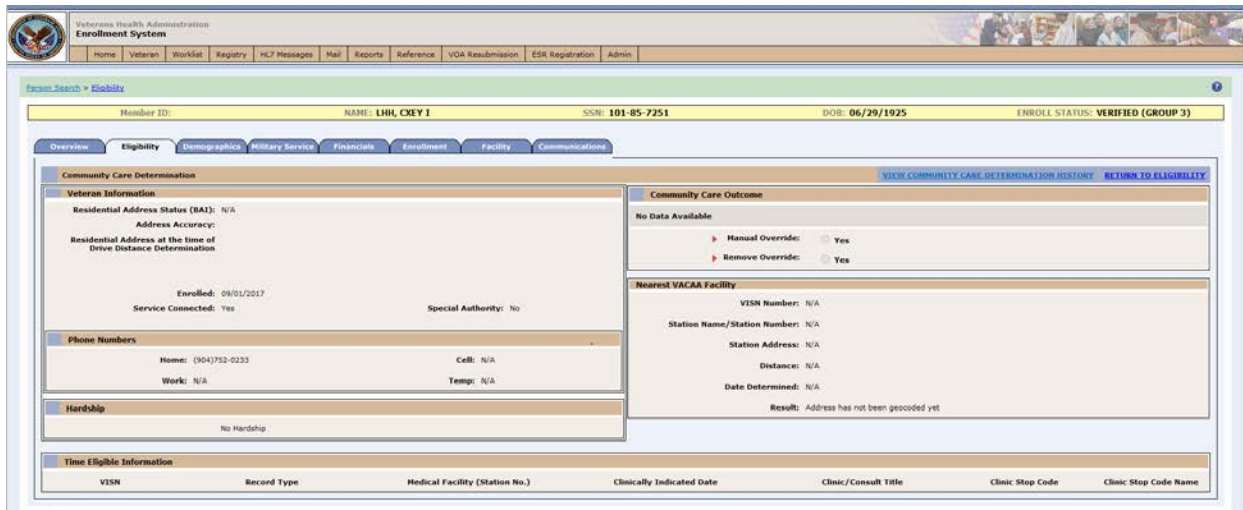 Veterans Health Administration
Enrollment System
Home Veteran Worklist Registry HL7 Messages Mail Reports Reference VOA Resubmission ESR Registration Admin
Person Search > Eligibility
Member ID: NAME: LHH, CXEY I SSN: 101-85-7251 DOB: 06/29/1925 ENROLL STATUS: VERIFIED (GROUP 3)
Overview Eligibility Demographics Military Service Financials Enrollment Facility Communications
Community Care Determination VIEW COMMUNITY CARE DETERMINATION HISTORY RETURN TO ELIGIBILITY
Veteran Information
Residential Address Status (BAI): N/A
Address Accuracy:
Residential Address at the time of
Drive Distance Determination
Enrolled: 09/01/2017
Service Connected: Yes Special Authority: No
Phone Numbers
Home: (904)752-0233 Cell: N/A
Work: N/A Temp: N/A
Hardship
No Hardship
Community Care Outcome
No Data Available
Manual Override: Yes
Remove Override: Yes
Nearest VACAA Facility
VISN Number: N/A
Station Name/Station Number: N/A
Station Address: N/A
Distance: N/A
Date Determined: N/A
Result: Address has not been geocoded yet
Time Eligible Information
VISN Record Type Medical Facility (Station No.) Clinically Indicated Date Clinic/Consult Title Clinic Stop Code Clinic Stop Code Name